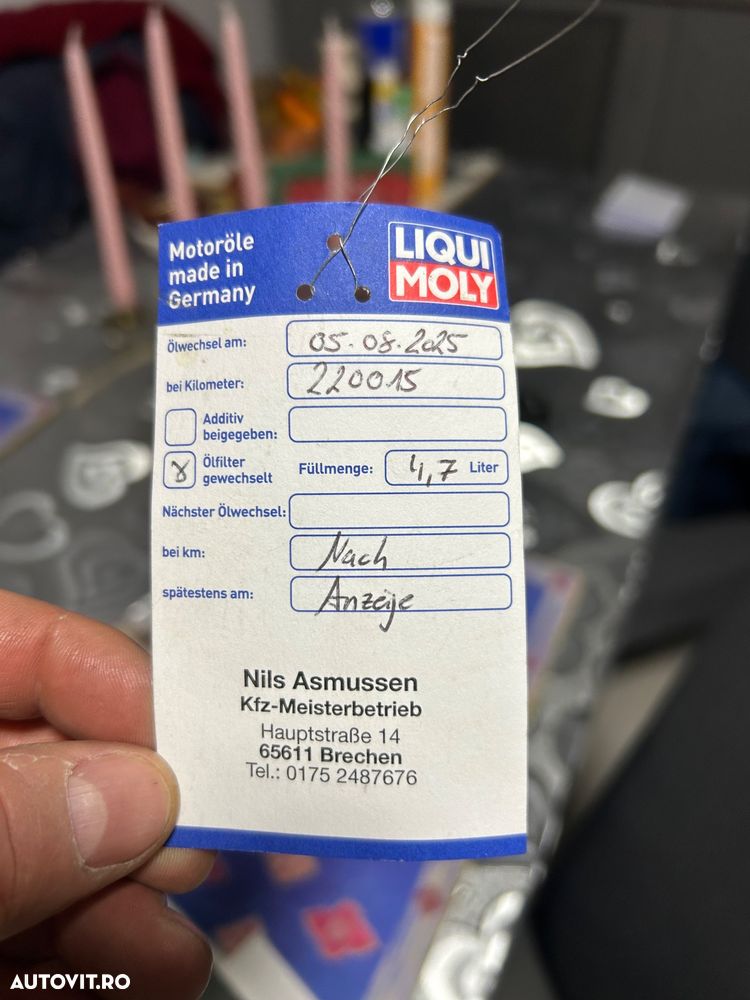 Motoröle
made in
Germany
LIQUI
MOLY
Ölwechsel am: 05.08.2025
bei Kilometer: 220015
Additiv
beigegeben:
x Ölfilter
gewechselt
Füllmenge: 4,7 Liter
Nächster Ölwechsel:
bei km: Nach
spätestens am: Anzeige
Nils Asmussen
Kfz-Meisterbetrieb
Hauptstraße 14
65611 Brechen
Tel.: 0175 2487676
AUTOVIT.RO